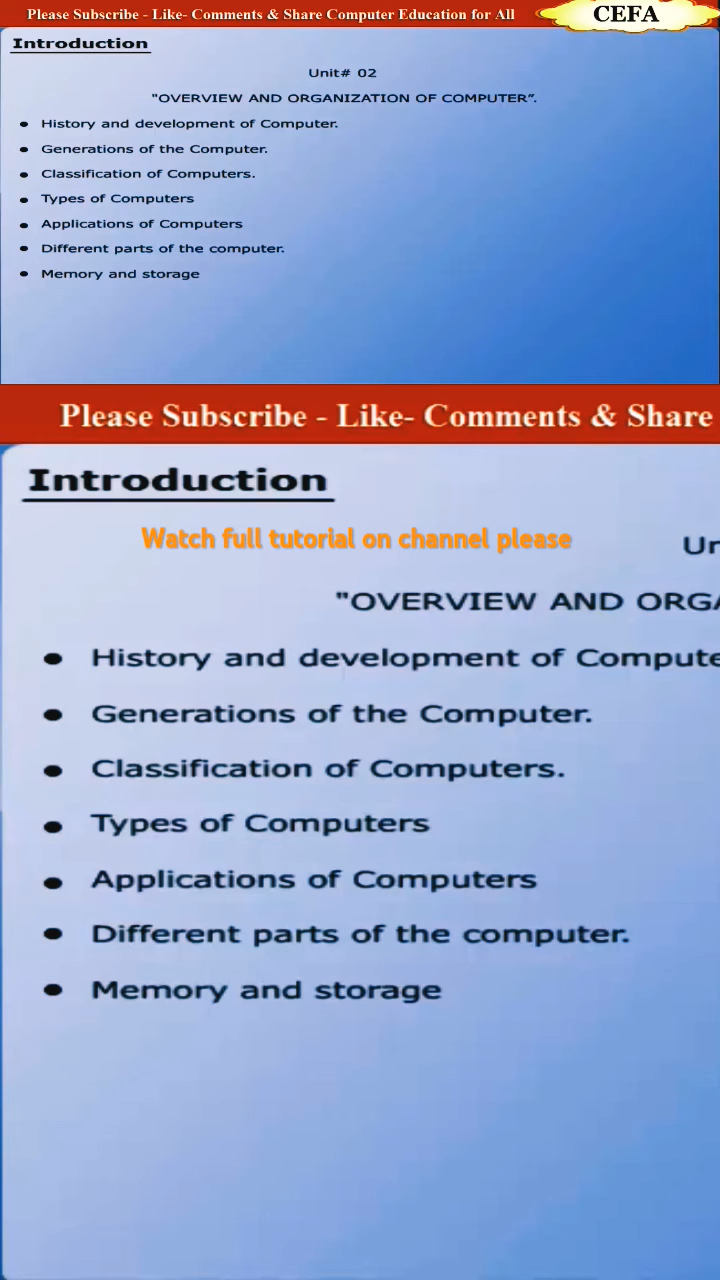 Please Subscribe - Like- Comments & Share Computer Education for All
CEFA
Introduction
Unit# 02
"OVERVIEW AND ORGANIZATION OF COMPUTER”.
• History and development of Computer.
• Generations of the Computer.
• Classification of Computers.
• Types of Computers
• Applications of Computers
• Different parts of the computer.
• Memory and storage
Please Subscribe - Like- Comments & Share
Introduction
Watch full tutorial on channel please
Un
"OVERVIEW AND ORGA
• History and development of Compute
• Generations of the Computer.
• Classification of Computers.
• Types of Computers
• Applications of Computers
• Different parts of the computer.
• Memory and storage